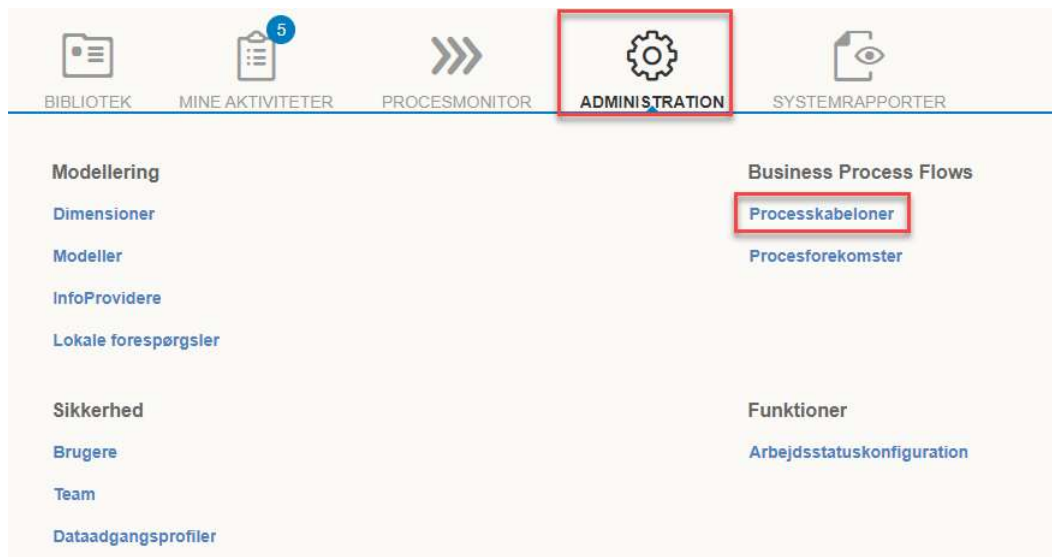 5
BIBLIOTEK MINE AKTIVITETER PROCESMONITOR ADMINISTRATION SYSTEMRAPPORTER
Modellering
Dimensioner
Modeller
InfoProvidere
Lokale forespørgsler
Business Process Flows
Processkabeloner
Procesforekomster
Sikkerhed
Brugere
Team
Dataadgangsprofiler
Funktioner
Arbejdsstatuskonfiguration